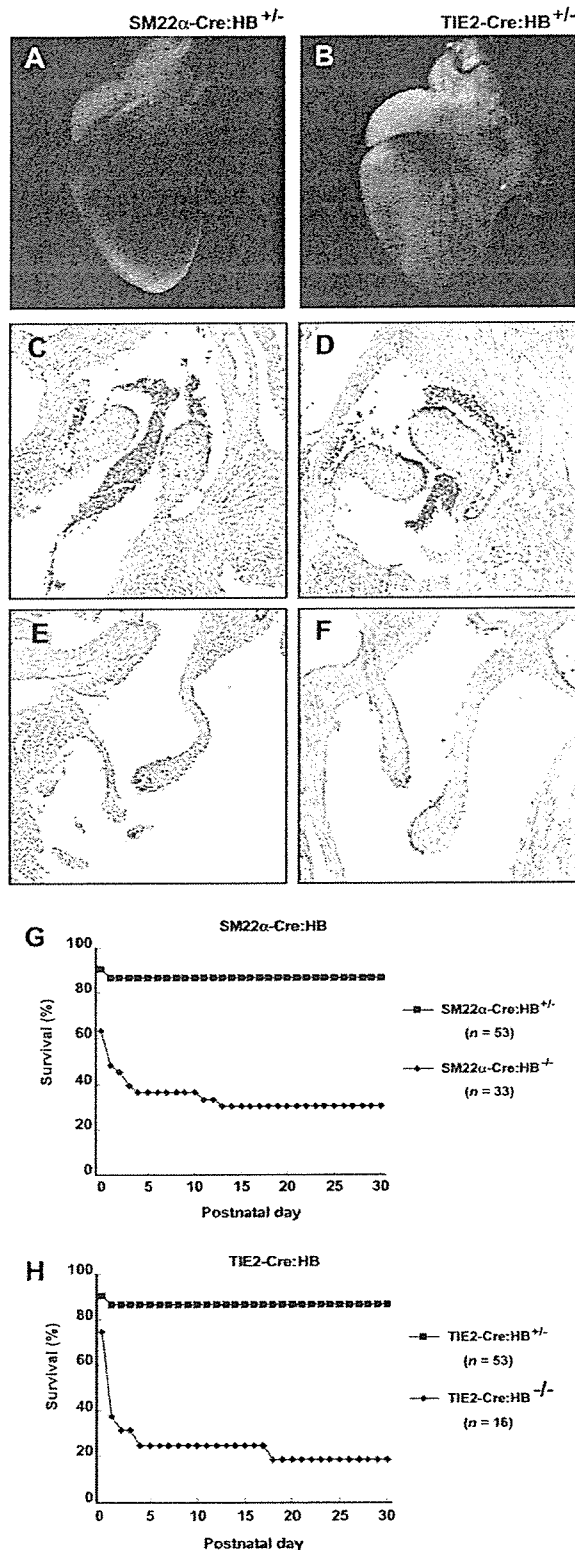 SM22α-Cre:HB+/-
TIE2-Cre:HB+/-
A
B
C
D
E
F
G
SM22α-Cre:HB
100
80
60
40
20
0
Survival (%)
0 5 10 15 20 25 30
Postnatal day
SM22α-Cre:HB+/-
(n = 53)
SM22α-Cre:HB-/-
(n = 33)
H
TIE2-Cre:HB
100
80
60
40
20
0
Survival (%)
0 5 10 15 20 25 30
Postnatal day
TIE2-Cre:HB+/-
(n = 53)
TIE2-Cre:HB-/-
(n = 16)